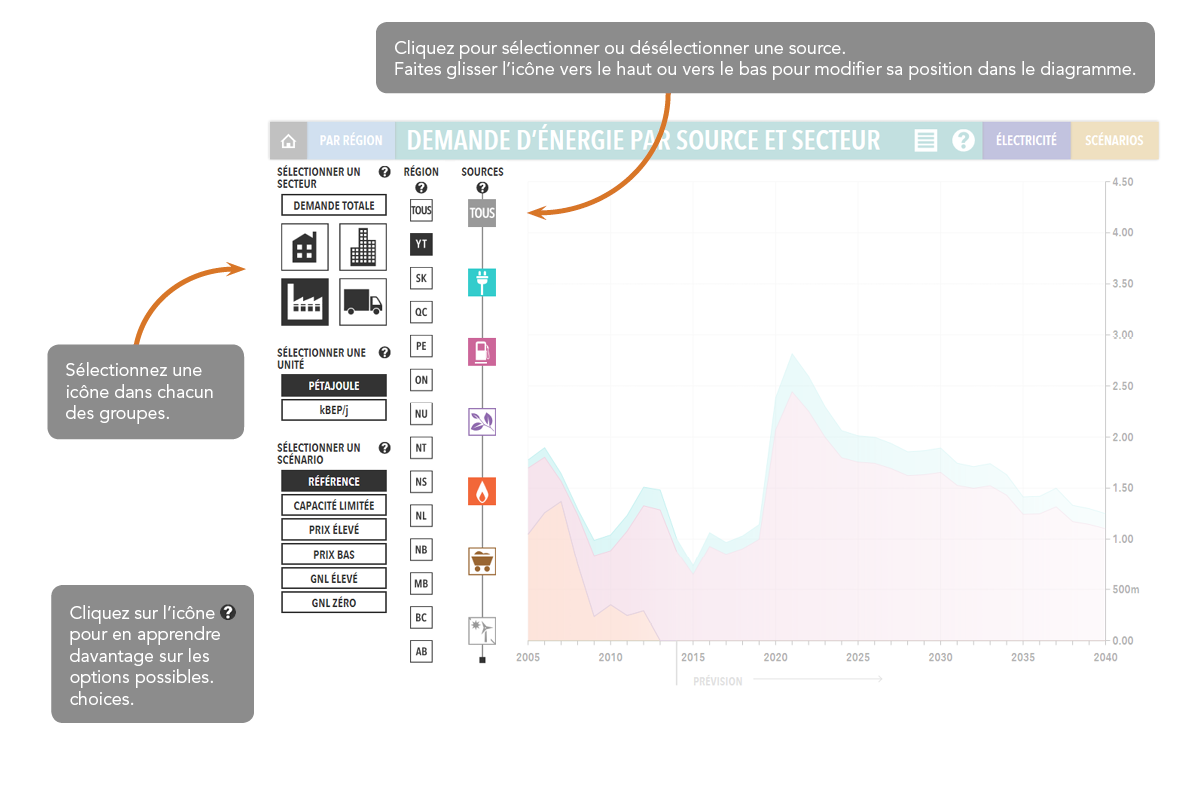 Cliquez pour sélectionner ou désélectionner une source.
Faites glisser l'icône vers le haut ou vers le bas pour modifier sa position dans le diagramme.
PAR RÉGION
DEMANDE D'ÉNERGIE PAR SOURCE ET SECTEUR
?
ÉLECTRICITÉ
SCÉNARIOS
SÉLECTIONNER UN
SECTEUR
?
DEMANDE TOTALE
SÉLECTIONNER UNE
UNITÉ
?
PÉTAJOULE
kBEP/j
SÉLECTIONNER UN
SCÉNARIO
?
RÉFÉRENCE
CAPACITÉ LIMITÉE
PRIX ÉLEVÉ
PRIX BAS
GNL ÉLEVÉ
GNL ZÉRO
RÉGION
?
TOUS
YT
SK
QC
PE
ON
NU
NT
NS
NL
NB
MB
BC
AB
SOURCES
?
TOUS
4.50
4.00
3.50
3.00
2.50
2.00
1.50
1.00
500m
0.00
2005
2010
2015
2020
2025
2030
2035
2040
PRÉVISION
Sélectionnez une
icône dans chacun
des groupes.
Cliquez sur l'icône ?
pour en apprendre
davantage sur les
options possibles.
choices.